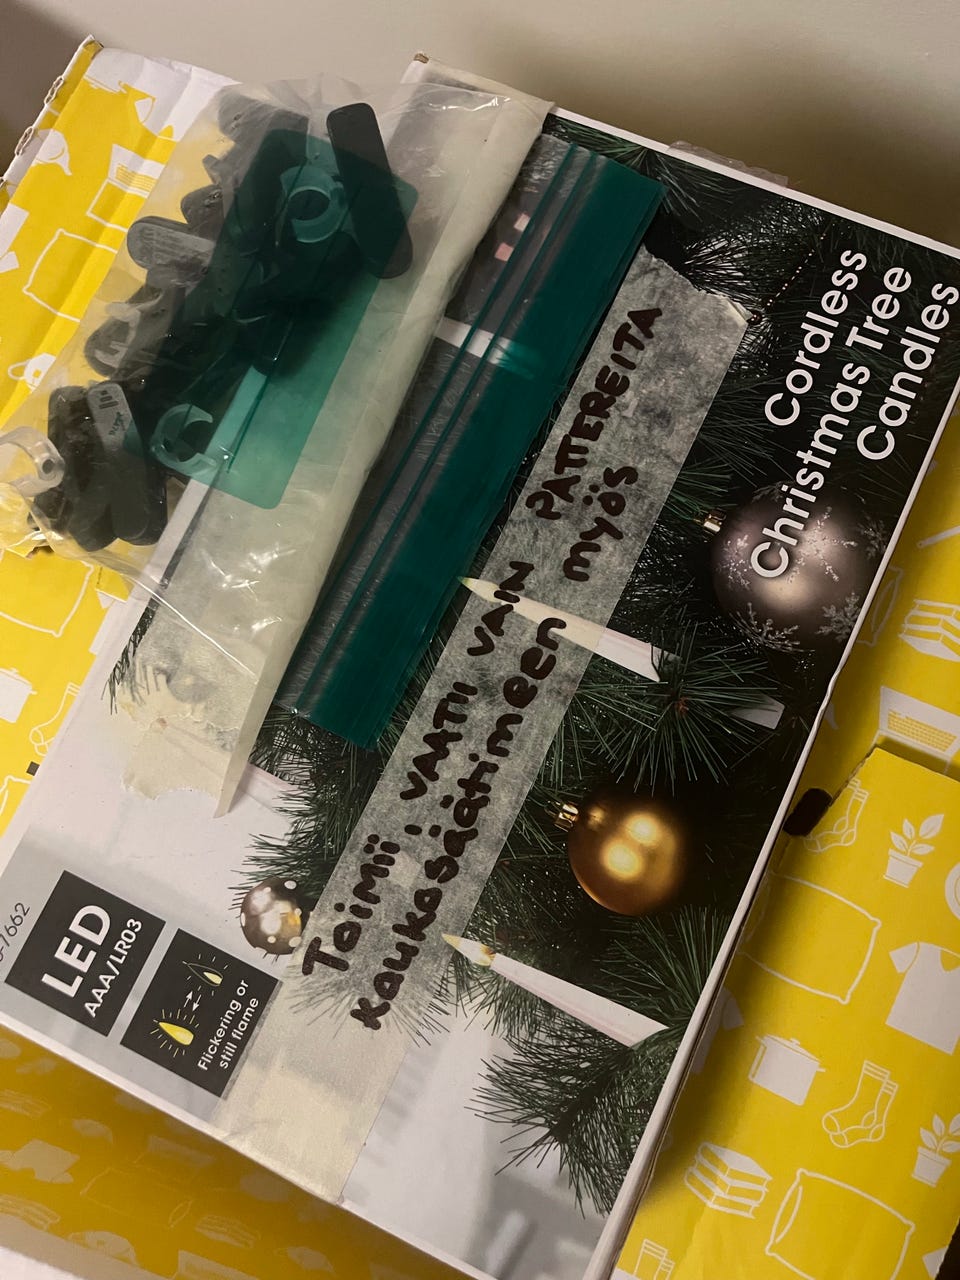 Cordless
Christmas Tree
Candles
Toimii, VAATII VAIN PATTEREITA
Kaukosäätimeen myös
LED
AAA/LR03
Flickering or
still flame